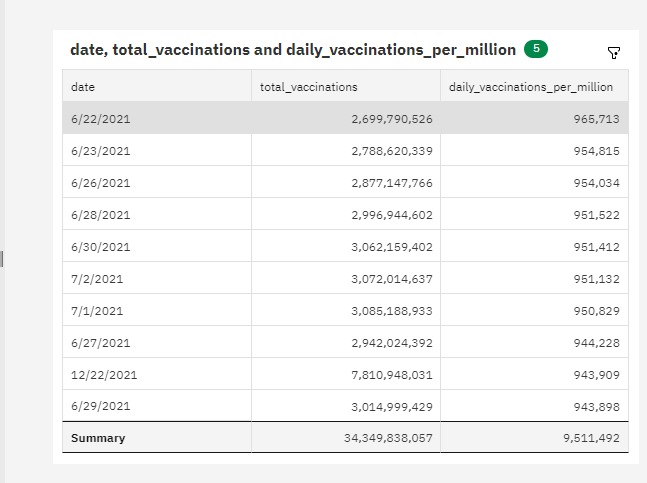 date, total_vaccinations and daily_vaccinations_per_million 5
date total_vaccinations daily_vaccinations_per_million
6/22/2021 2,699,790,526 965,713
6/23/2021 2,788,620,339 954,815
6/26/2021 2,877,147,766 954,034
6/28/2021 2,996,944,602 951,522
6/30/2021 3,062,159,402 951,412
7/2/2021 3,072,014,637 951,132
7/1/2021 3,085,188,933 950,829
6/27/2021 2,942,024,392 944,228
12/22/2021 7,810,948,031 943,909
6/29/2021 3,014,999,429 943,898
Summary 34,349,838,057 9,511,492